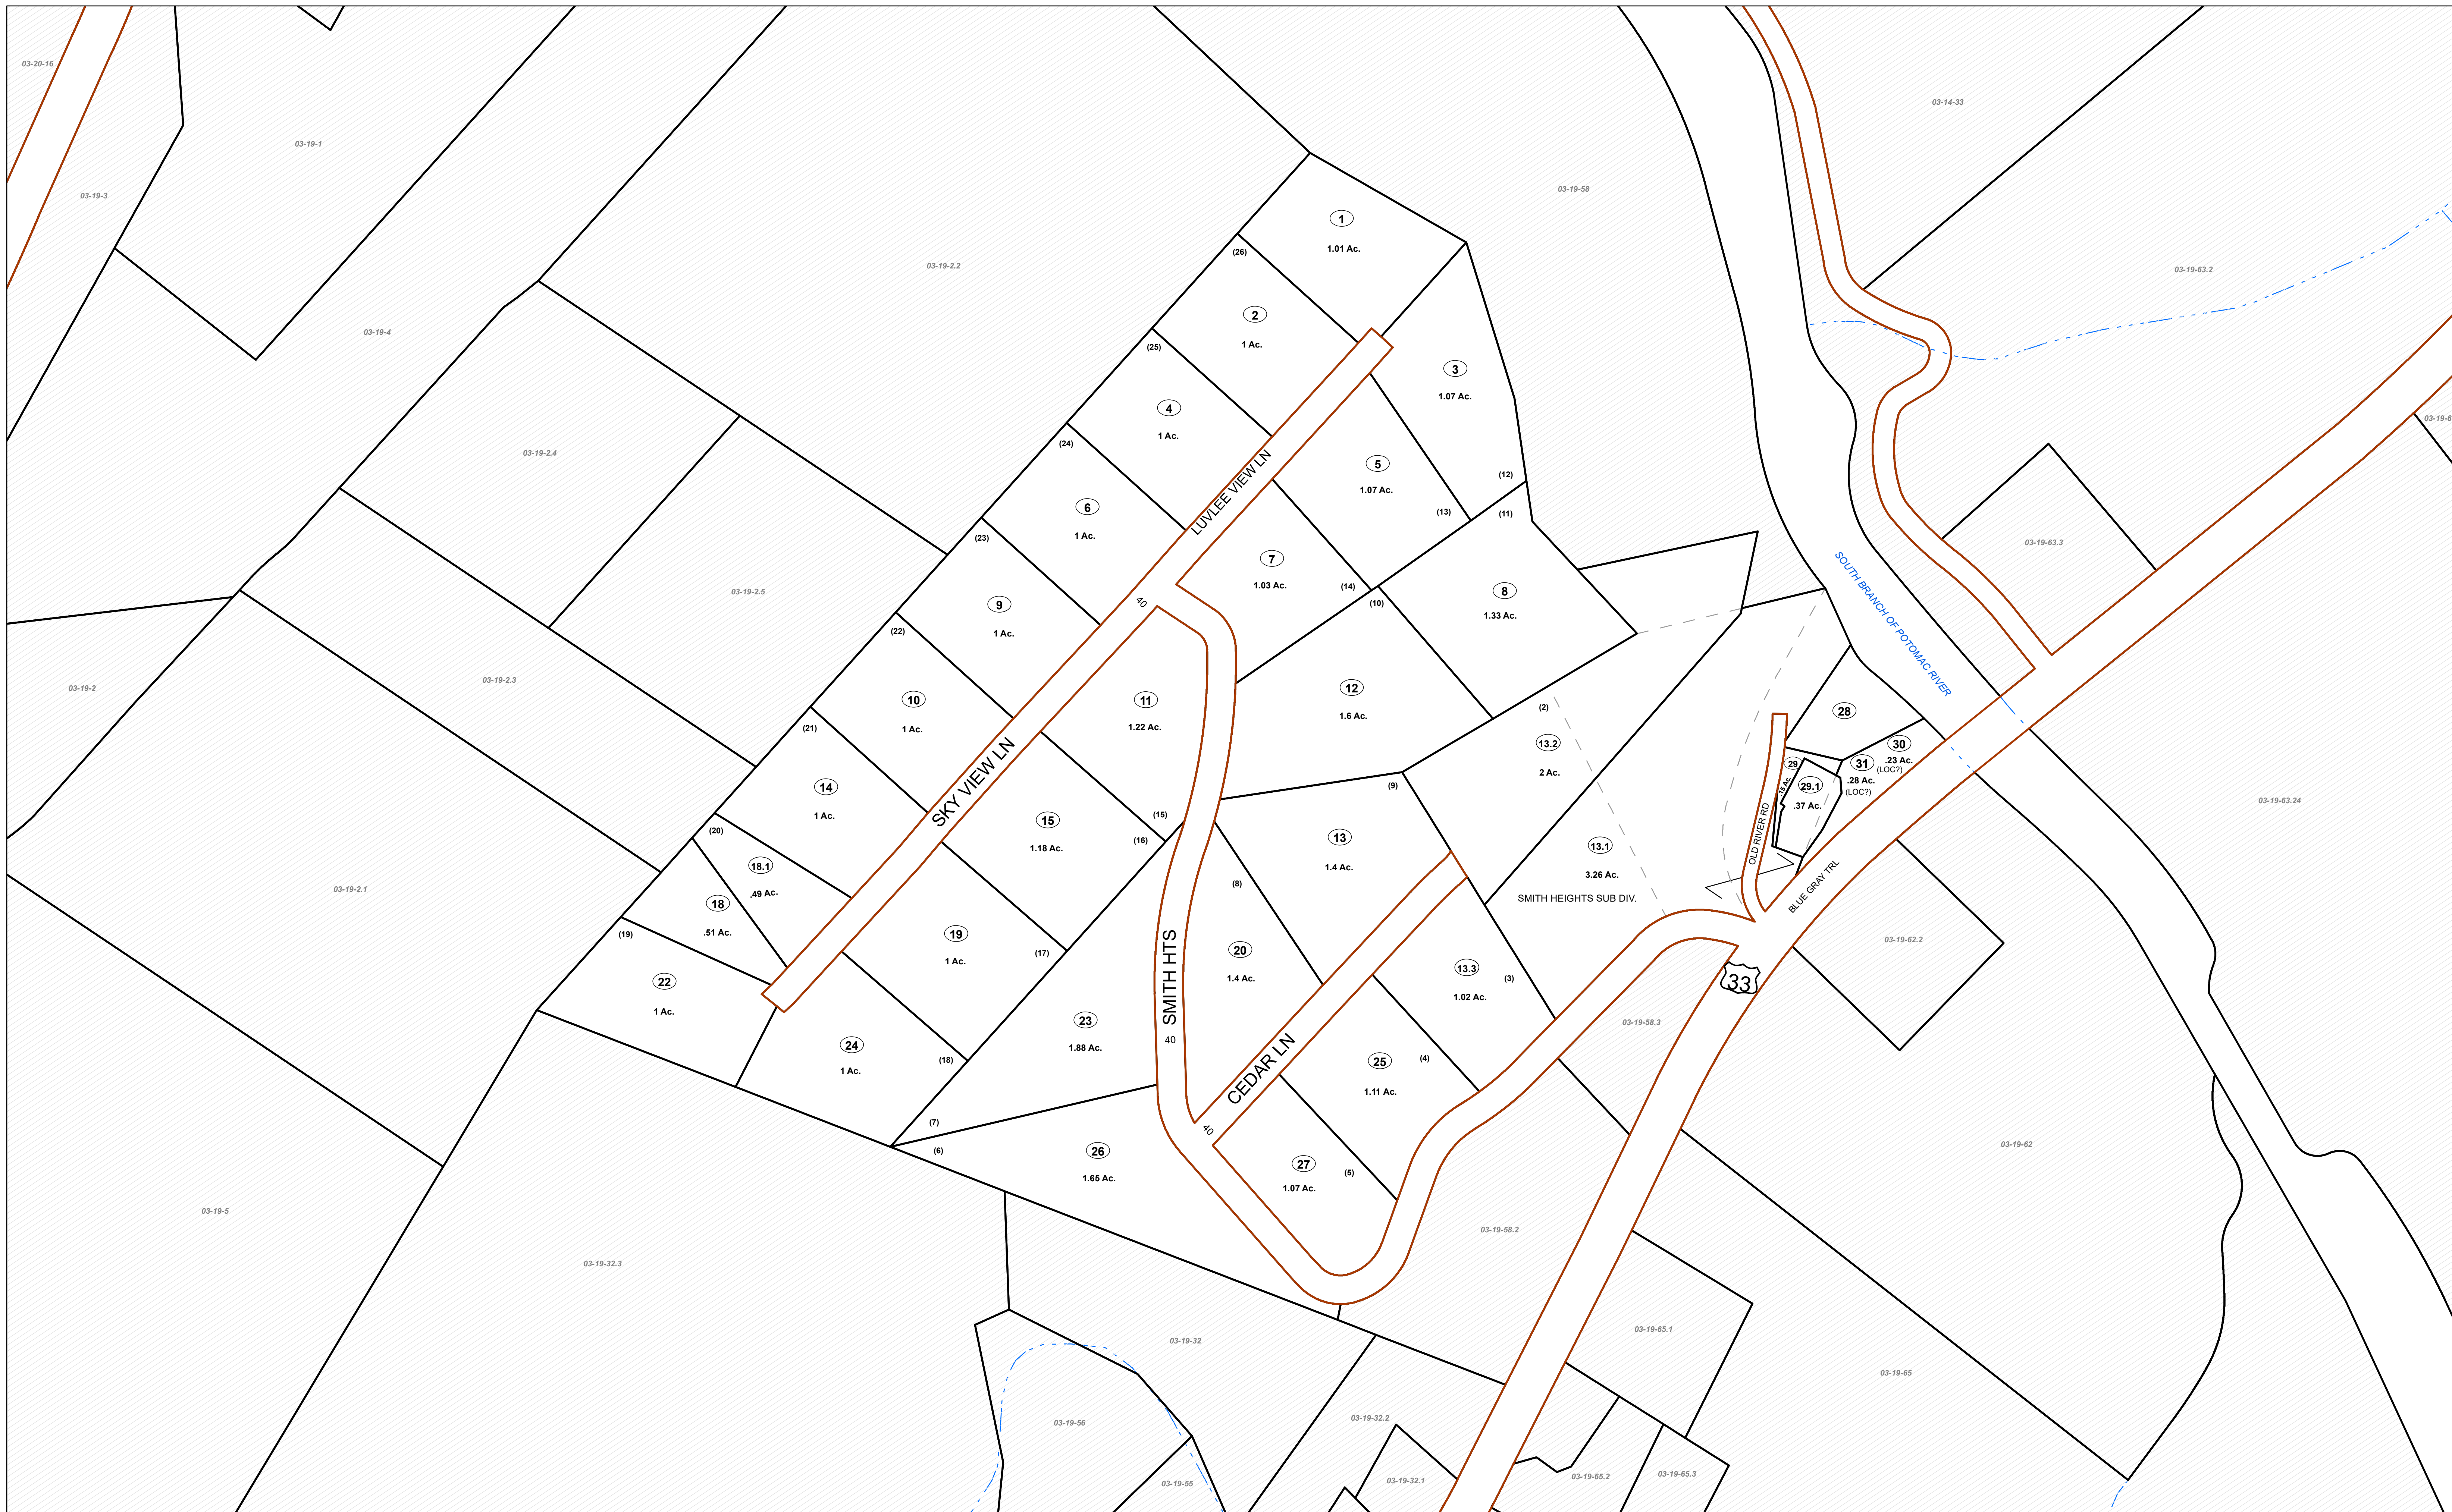 03-20-16
03-19-1
03-19-3
03-14-33
03-19-58
03-19-2.2
03-19-63.2
03-19-4
03-19-2.4
03-19-2.5
03-19-6
03-19-63.3
03-19-2
03-19-2.3
03-19-63.24
03-19-2.1
03-19-62.2
03-19-58.3
03-19-62
03-19-5
03-19-58.2
03-19-32.3
03-19-32
03-19-65.1
03-19-65
03-19-56
03-19-32.2
03-19-55
03-19-32.1
03-19-65.2
03-19-65.3
1
1.01 Ac.
(26)
2
1 Ac.
(25)
3
1.07 Ac.
(12)
4
1 Ac.
(24)
5
1.07 Ac.
(13)
6
1 Ac.
(23)
LUVLEE VIEW LN
7
1.03 Ac.
(14)
8
1.33 Ac.
(11)
9
1 Ac.
(22)
40
(10)
10
1 Ac.
(21)
11
1.22 Ac.
(15)
12
1.6 Ac.
(9)
13
1.4 Ac.
(8)
13.1
3.26 Ac.
SMITH HEIGHTS SUB DIV.
(2)
13.2
2 Ac.
13.3
1.02 Ac.
(3)
14
1 Ac.
(20)
SKY VIEW LN
15
1.18 Ac.
(16)
18
.51 Ac.
18.1
.49 Ac.
(19)
19
1 Ac.
(17)
20
1.4 Ac.
22
1 Ac.
23
1.88 Ac.
(7)
SMITH HTS
40
24
1 Ac.
(18)
CEDAR LN
40
25
1.11 Ac.
(4)
26
1.65 Ac.
(6)
27
1.07 Ac.
(5)
28
29
.15 Ac.
29.1
.37 Ac.
30
.23 Ac.
(LOC?)
31
.28 Ac.
(LOC?)
OLD RIVER RD
BLUE GRAY TRL
33
SOUTH BRANCH OF POTOMAC RIVER